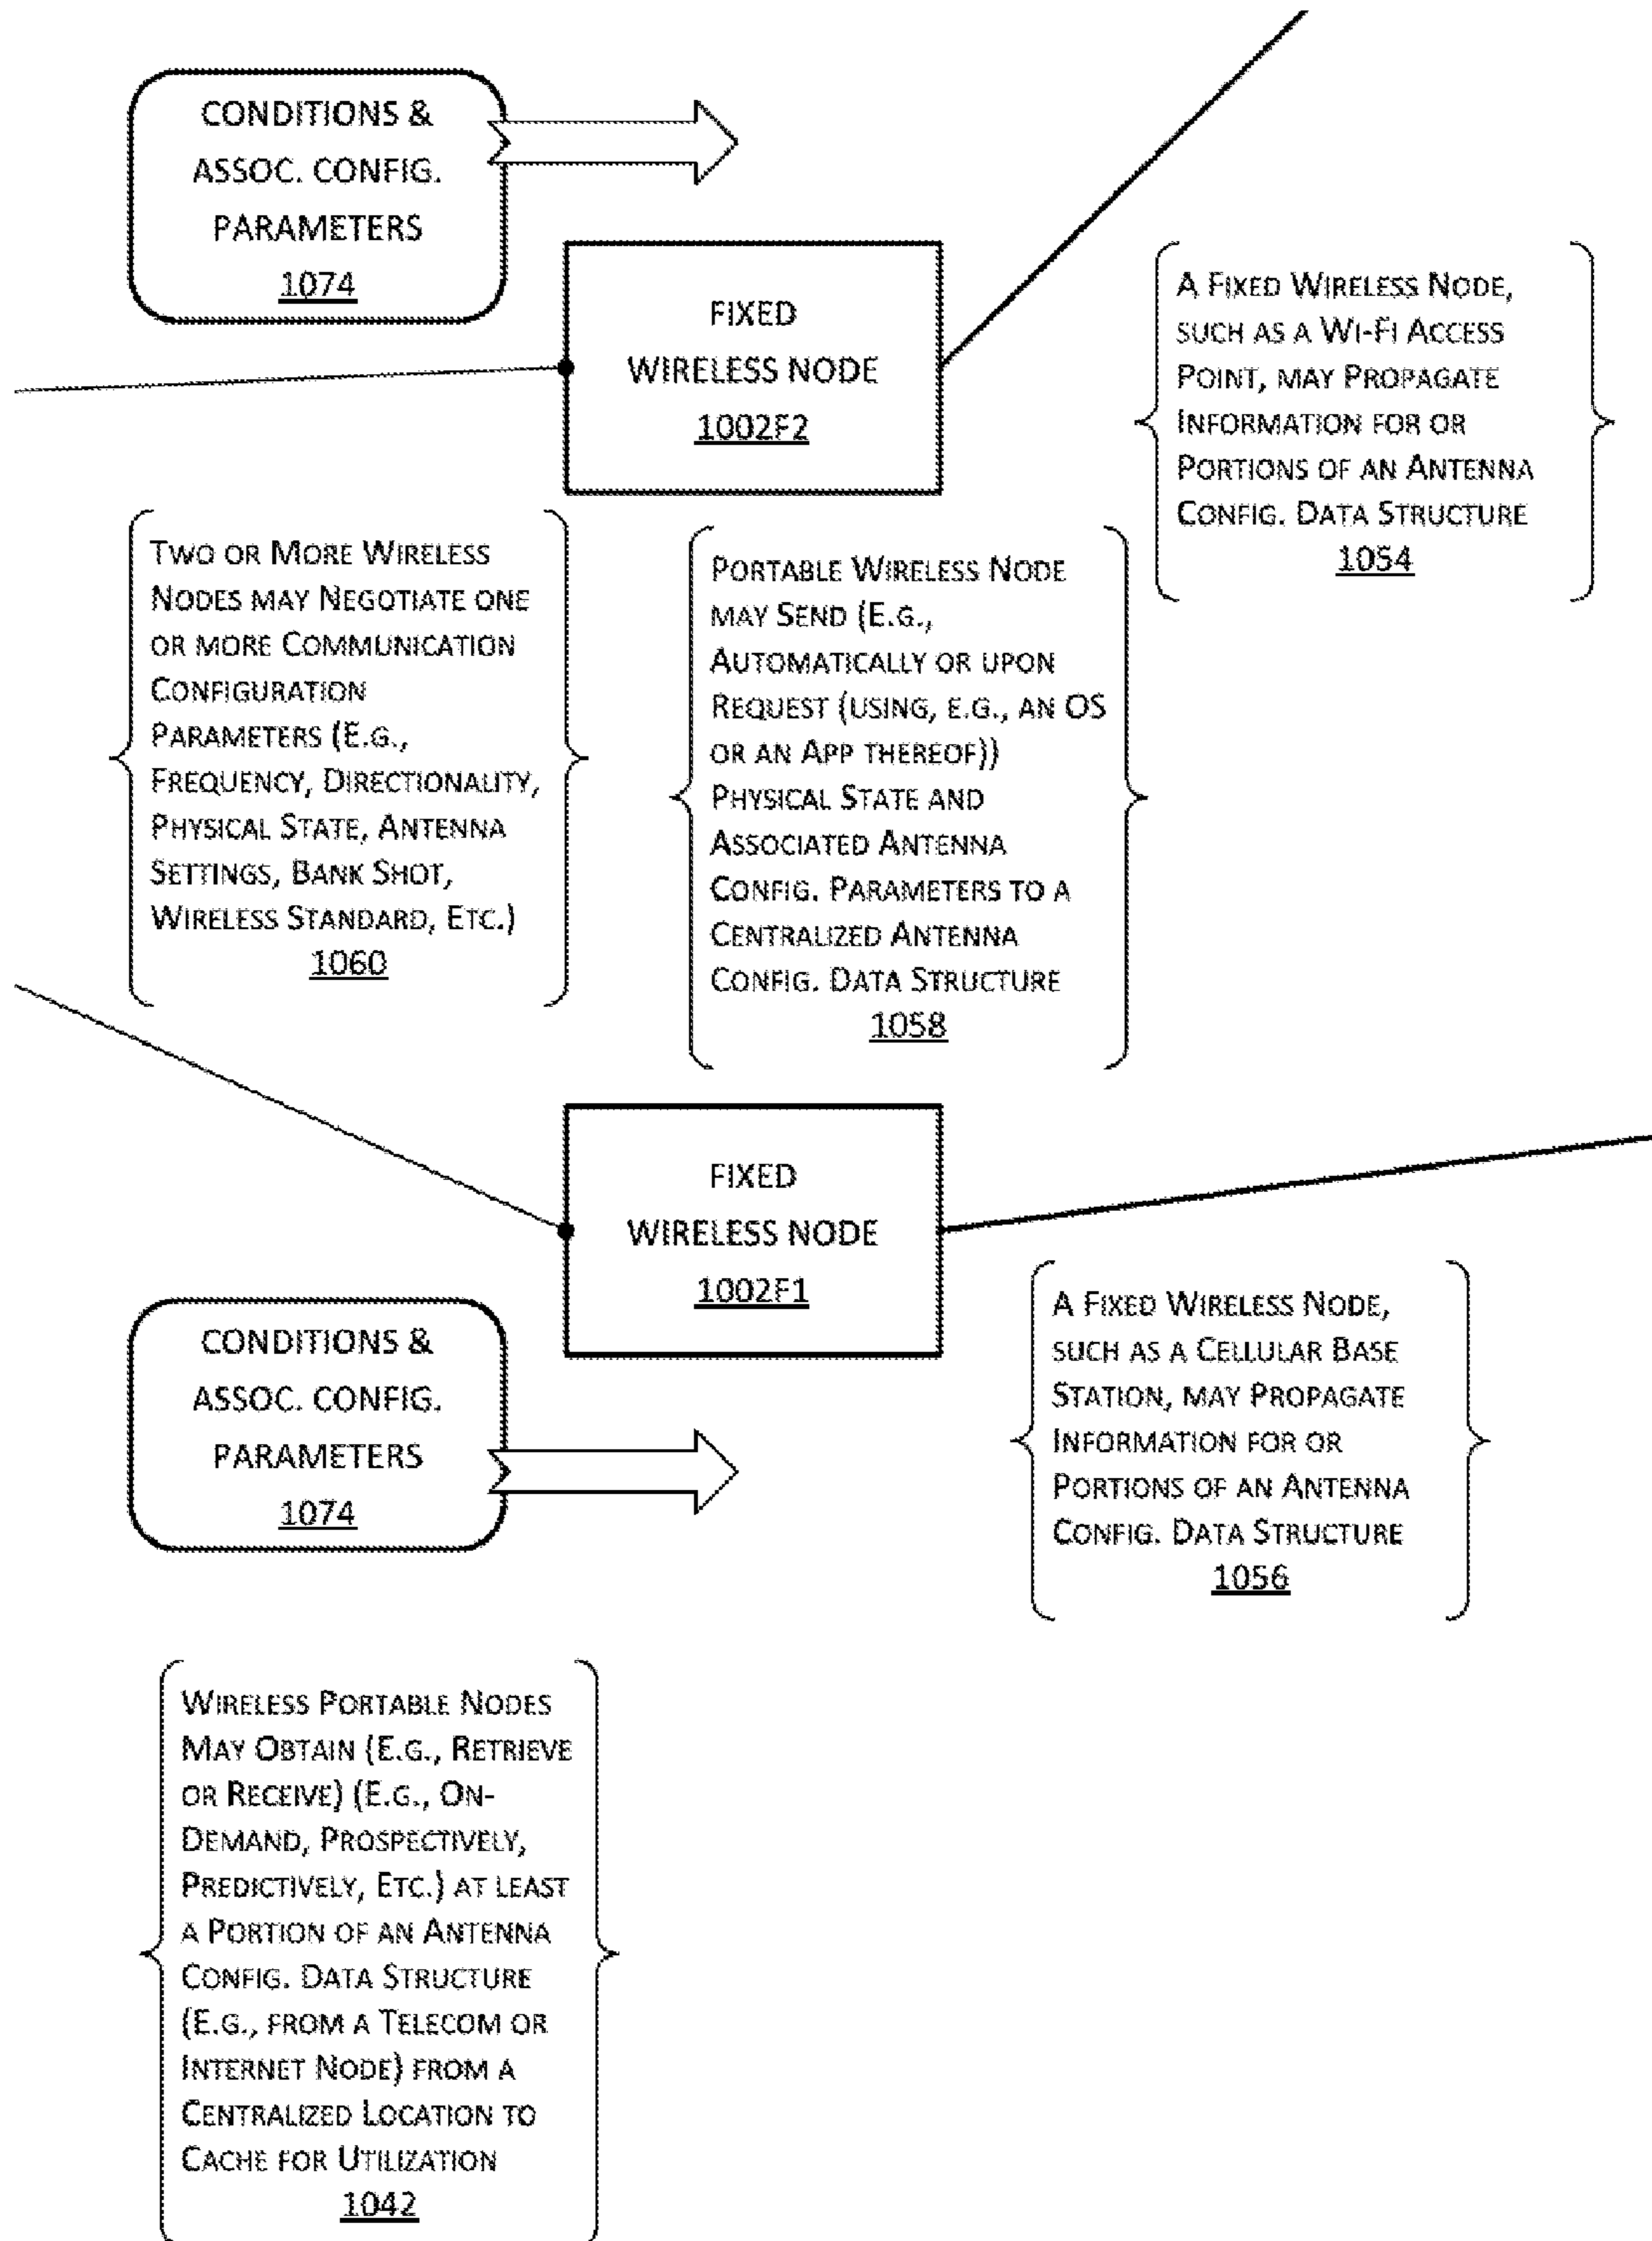 CONDITIONS &
ASSOC. CONFIG.
PARAMETERS
1074
FIXED
WIRELESS NODE
1002F2
A FIXED WIRELESS NODE,
SUCH AS A WI-FI ACCESS
POINT, MAY PROPAGATE
INFORMATION FOR OR
PORTIONS OF AN ANTENNA
CONFIG. DATA STRUCTURE
1054
TWO OR MORE WIRELESS
NODES MAY NEGOTIATE ONE
OR MORE COMMUNICATION
CONFIGURATION
PARAMETERS (E.G.,
FREQUENCY, DIRECTIONALITY,
PHYSICAL STATE, ANTENNA
SETTINGS, BANK SHOT,
WIRELESS STANDARD, ETC.)
1060
PORTABLE WIRELESS NODE
MAY SEND (E.G.,
AUTOMATICALLY OR UPON
REQUEST (USING, E.G., AN OS
OR AN APP THEREOF))
PHYSICAL STATE AND
ASSOCIATED ANTENNA
CONFIG. PARAMETERS TO A
CENTRALIZED ANTENNA
CONFIG. DATA STRUCTURE
1058
FIXED
WIRELESS NODE
1002F1
CONDITIONS &
ASSOC. CONFIG.
PARAMETERS
1074
A FIXED WIRELESS NODE,
SUCH AS A CELLULAR BASE
STATION, MAY PROPAGATE
INFORMATION FOR OR
PORTIONS OF AN ANTENNA
CONFIG. DATA STRUCTURE
1056
WIRELESS PORTABLE NODES
MAY OBTAIN (E.G., RETRIEVE
OR RECEIVE) (E.G., ON-
DEMAND, PROSPECTIVELY,
PREDICTIVELY, ETC.) AT LEAST
A PORTION OF AN ANTENNA
CONFIG. DATA STRUCTURE
(E.G., FROM A TELECOM OR
INTERNET NODE) FROM A
CENTRALIZED LOCATION TO
CACHE FOR UTILIZATION
1042